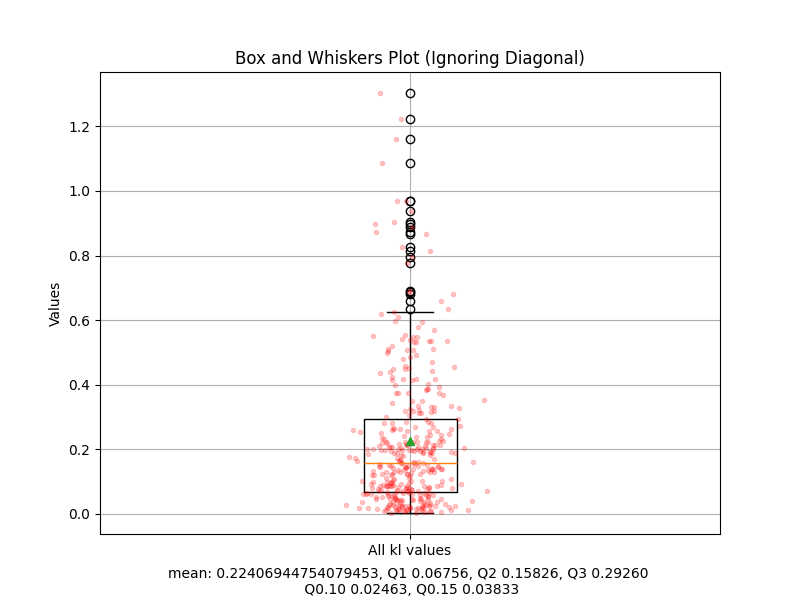 Box and Whiskers Plot (Ignoring Diagonal)
1.2
1.0
0.8
0.6
0.4
0.2
0.0
Values
All kl values
mean: 0.22406944754079453, Q1 0.06756, Q2 0.15826, Q3 0.29260
Q0.10 0.02463, Q0.15 0.03833